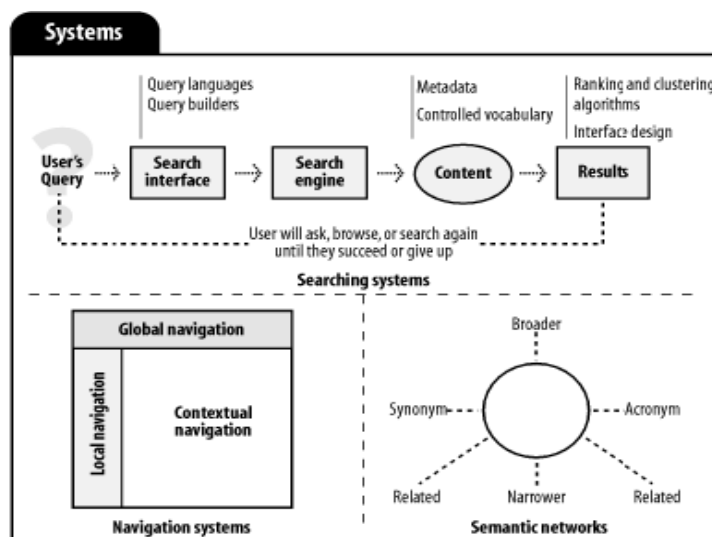 Systems
Query languages
Query builders
Metadata
Controlled vocabulary
Ranking and clustering
algorithms
Interface design
?
User's
Query
Search
interface
Search
engine
Content
Results
User will ask, browse, or search again
until they succeed or give up
Searching systems
Global navigation
Local navigation
Contextual
navigation
Navigation systems
Broader
Synonym
Acronym
Related
Narrower
Related
Semantic networks